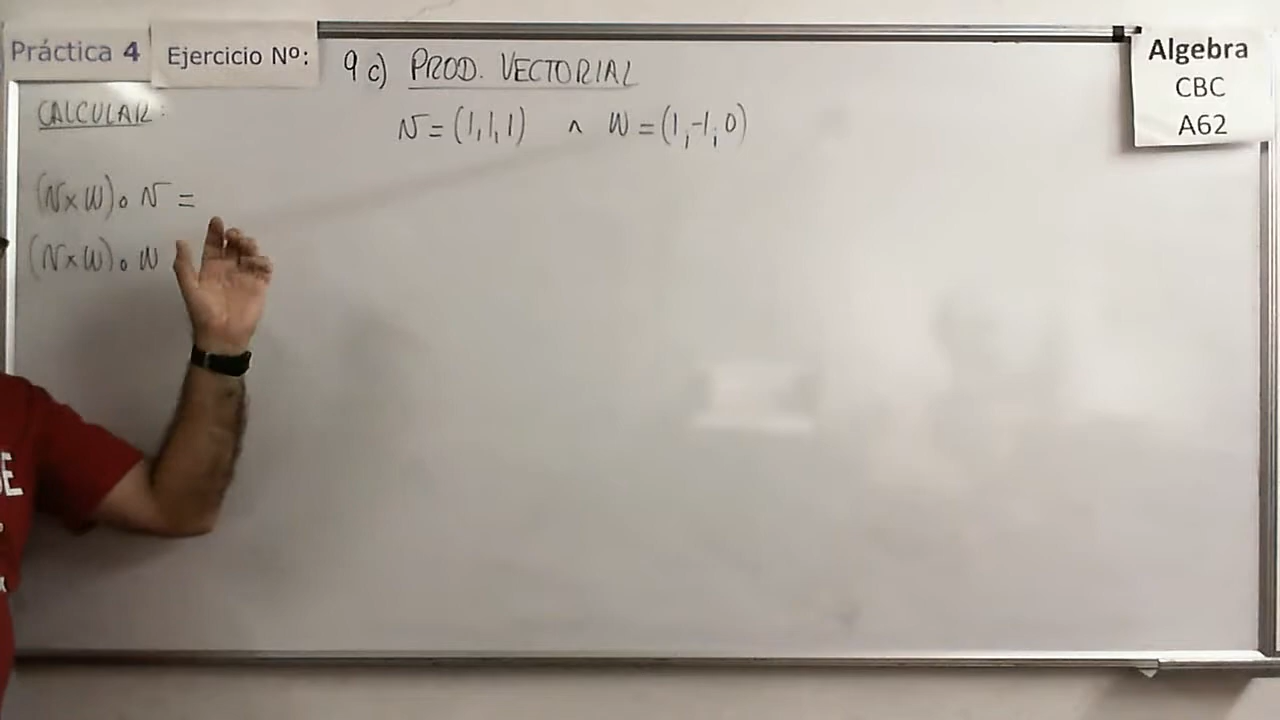 Práctica 4
Ejercicio Nº:
9 c) PROD. VECTORIAL
Algebra
CBC
A62
CALCULAR:
v = (1,1,1) ∧ w = (1,-1,0)
(v×w)∘v =
(v×w)∘w
E